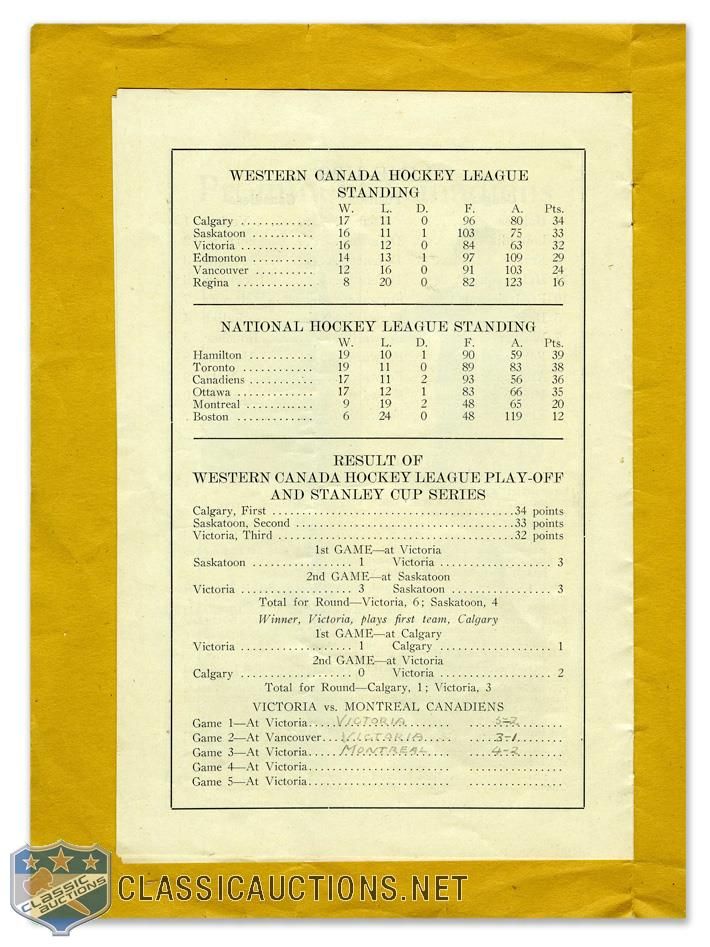 WESTERN CANADA HOCKEY LEAGUE
STANDING
W. L. D. F. A. Pts.
Calgary ............. 17 11 0 96 80 34
Saskatoon ........... 16 11 1 103 75 33
Victoria ............. 16 12 0 84 63 32
Edmonton ........... 14 13 1 97 109 29
Vancouver .......... 12 16 0 91 103 24
Regina ............. 8 20 0 82 123 16
NATIONAL HOCKEY LEAGUE STANDING
W. L. D. F. A. Pts.
Hamilton ........... 19 10 1 90 59 39
Toronto ............ 19 11 0 89 83 38
Canadiens ........... 17 11 2 93 56 36
Ottawa ............. 17 12 1 83 66 35
Montreal ........... 9 19 2 48 65 20
Boston ............. 6 24 0 48 119 12
RESULT OF
WESTERN CANADA HOCKEY LEAGUE PLAY-OFF
AND STANLEY CUP SERIES
Calgary, First ........................................ 34 points
Saskatoon, Second .................................... 33 points
Victoria, Third ........................................ 32 points
1st GAME—at Victoria
Saskatoon .................. 1 Victoria .................... 3
2nd GAME—at Saskatoon
Victoria .................... 3 Saskatoon .................. 3
Total for Round—Victoria, 6; Saskatoon, 4
Winner, Victoria, plays first team, Calgary
1st GAME—at Calgary
Victoria .................... 1 Calgary .................... 1
2nd GAME—at Victoria
Calgary .................... 0 Victoria .................... 2
Total for Round—Calgary, 1; Victoria, 3
VICTORIA vs. MONTREAL CANADIENS
Game 1—At Victoria.... VICTORIA ........ 5-2 ........
Game 2—At Vancouver... VICTORIA .... 3-1 ........
Game 3—At Victoria..... MONTREAL ........ 4-2 ........
Game 4—At Victoria........................ ..................
Game 5—At Victoria........................ ..................
CLASSIC
AUCTIONS
CLASSICAUCTIONS.NET